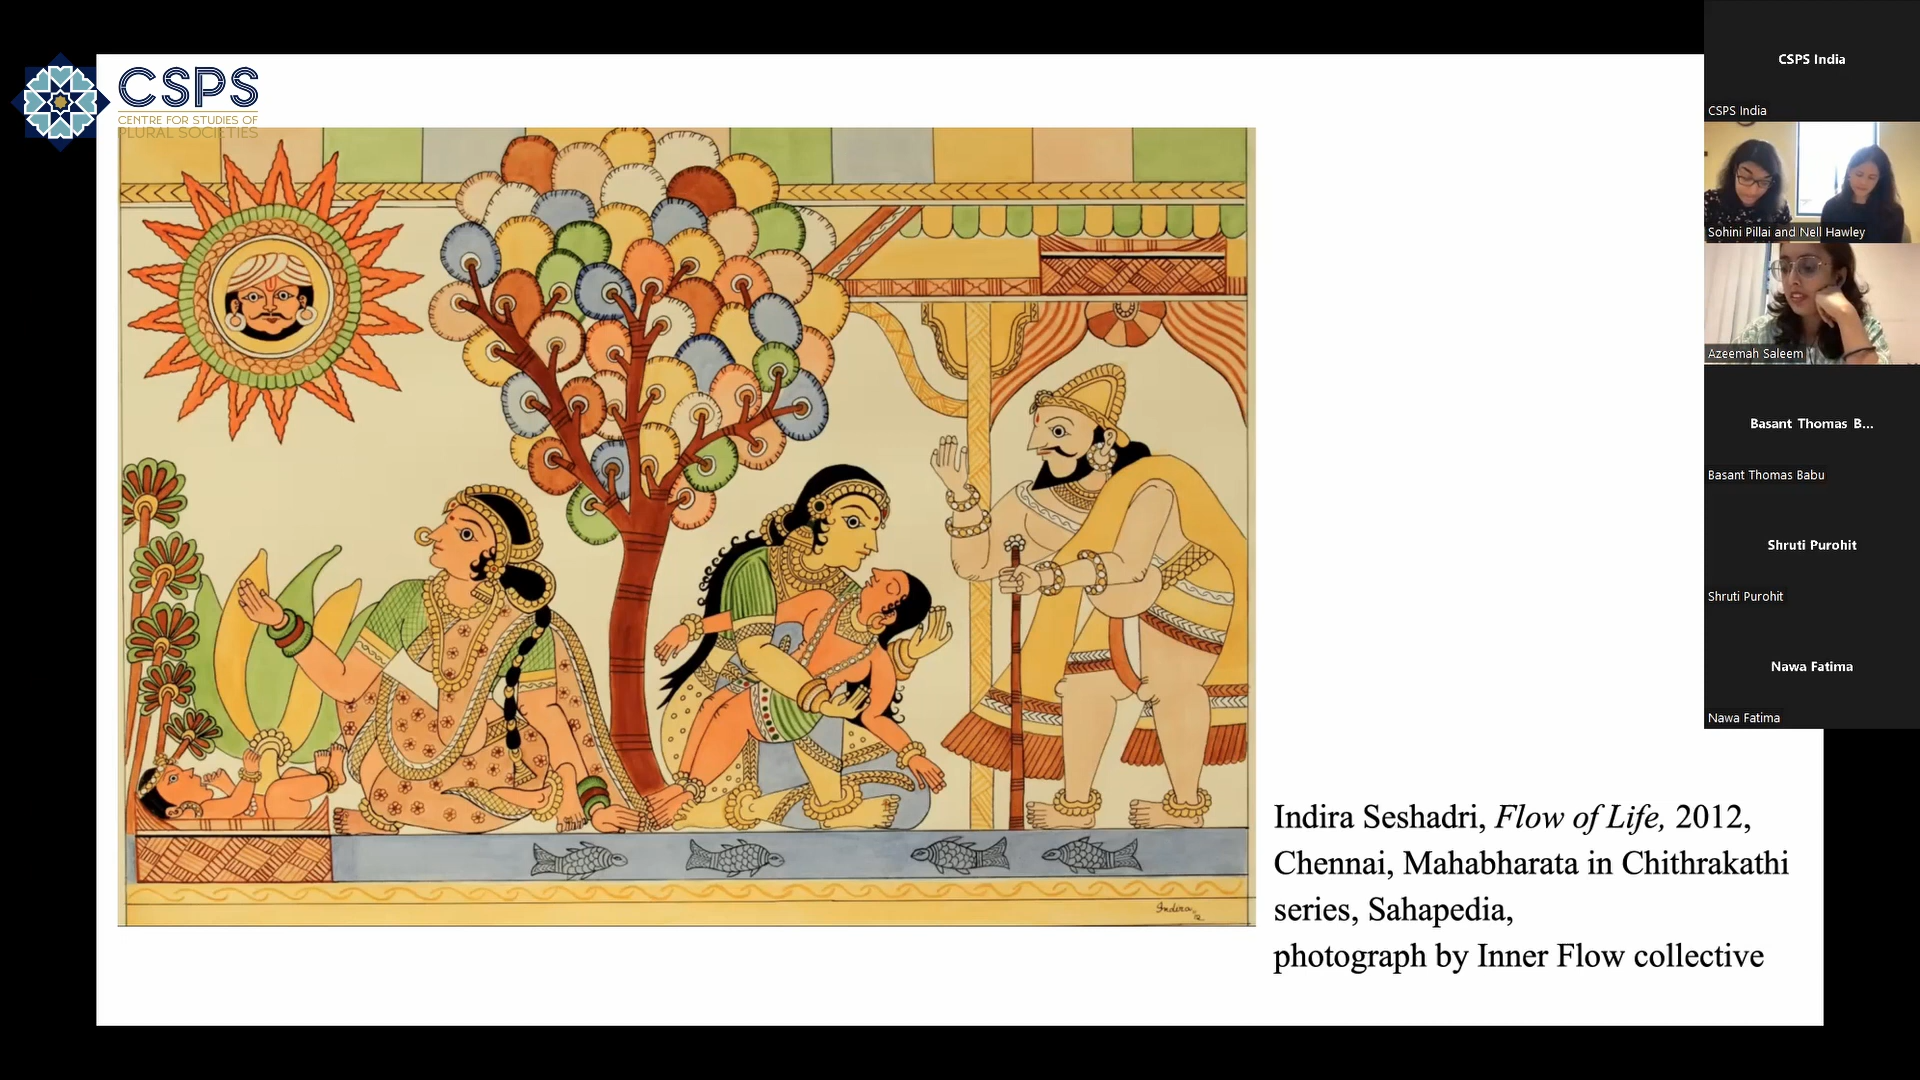 CSPS
CENTRE FOR STUDIES OF
PLURAL SOCIETIES
Indira
12
Indira Seshadri, Flow of Life, 2012,
Chennai, Mahabharata in Chithrakathi
series, Sahapedia,
photograph by Inner Flow collective
CSPS India
CSPS India
Sohini Pillai and Nell Hawley
Azeemah Saleem
Basant Thomas B...
Basant Thomas Babu
Shruti Purohit
Shruti Purohit
Nawa Fatima
Nawa Fatima